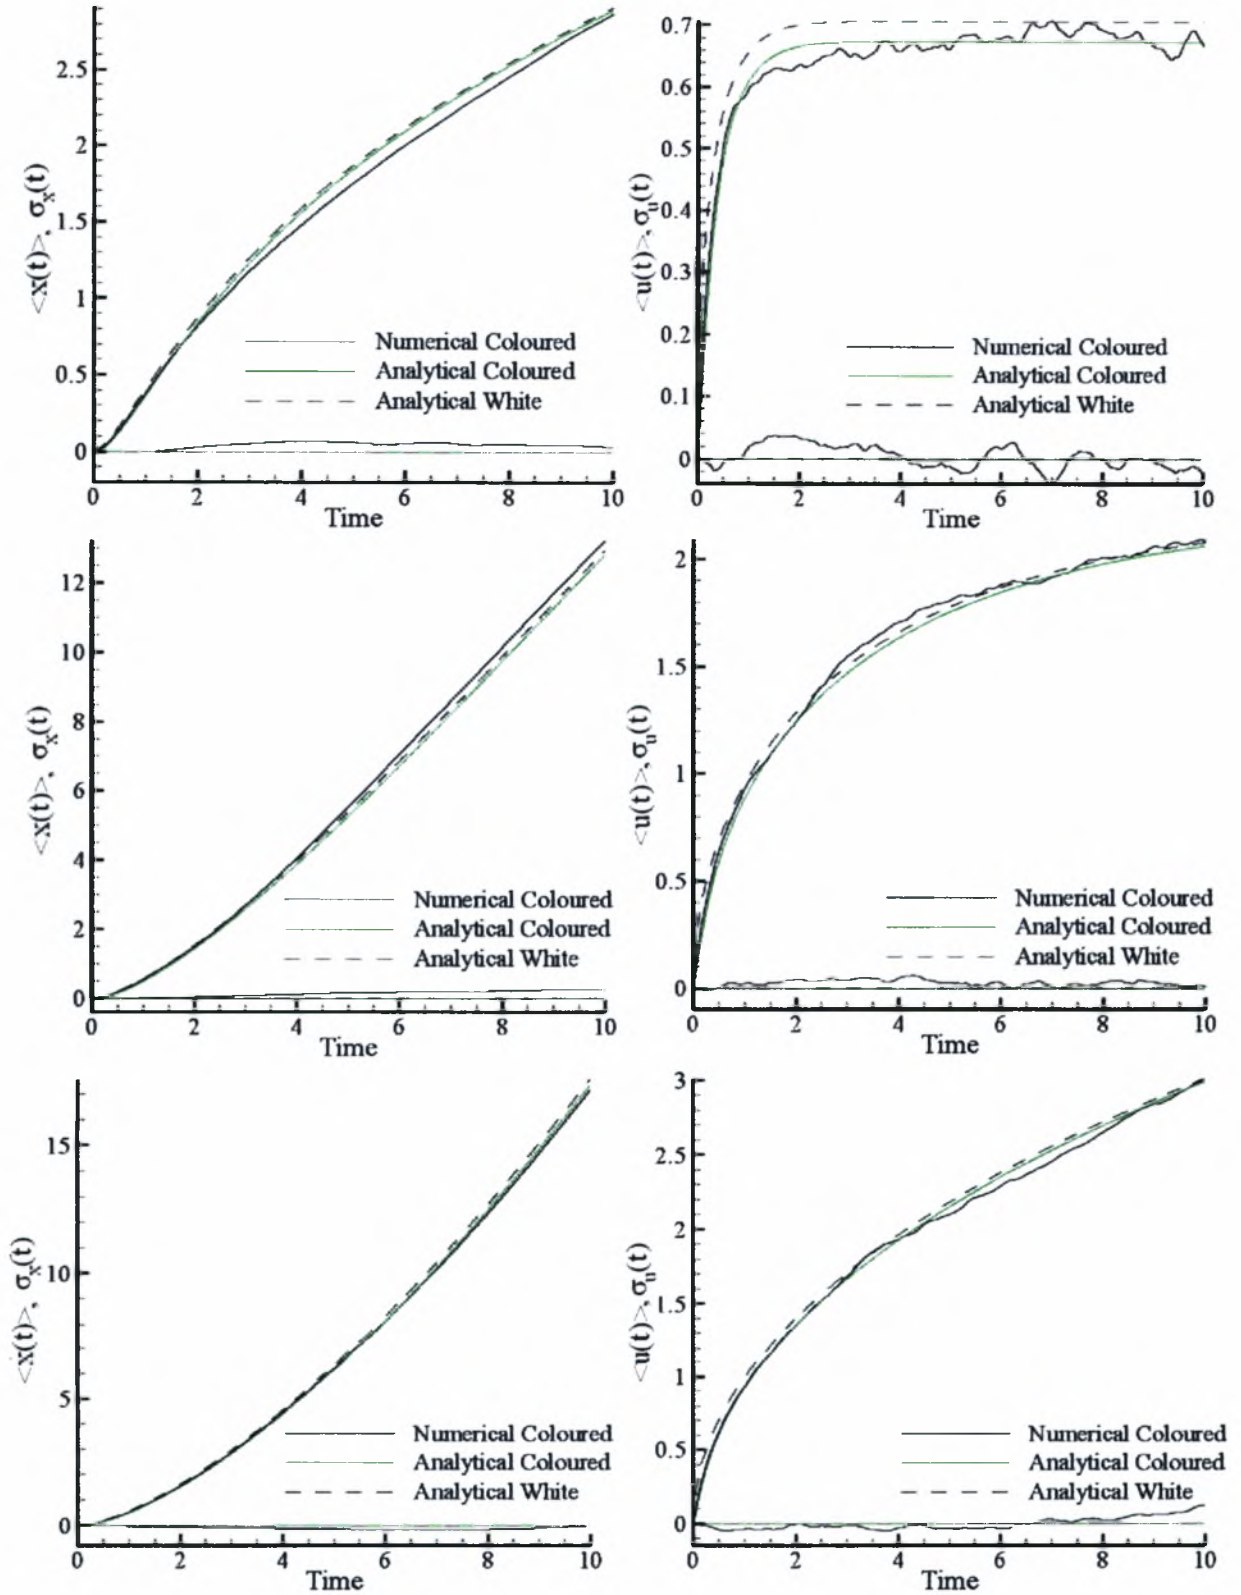 <x(t)>, σx(t)
2.5
2
1.5
1
0.5
0
Numerical Coloured
Analytical Coloured
Analytical White
0 2 4 6 8 10
Time
<u(t)>, σu(t)
0.7
0.6
0.5
0.4
0.3
0.2
0.1
0
Numerical Coloured
Analytical Coloured
Analytical White
0 2 4 6 8 10
Time
<x(t)>, σx(t)
12
10
8
6
4
2
0
Numerical Coloured
Analytical Coloured
Analytical White
0 2 4 6 8 10
Time
<u(t)>, σu(t)
2
1.5
1
0.5
0
Numerical Coloured
Analytical Coloured
Analytical White
0 2 4 6 8 10
Time
<x(t)>, σx(t)
15
10
5
0
Numerical Coloured
Analytical Coloured
Analytical White
0 2 4 6 8 10
Time
<u(t)>, σu(t)
3
2.5
2
1.5
1
0.5
0
Numerical Coloured
Analytical Coloured
Analytical White
0 2 4 6 8 10
Time